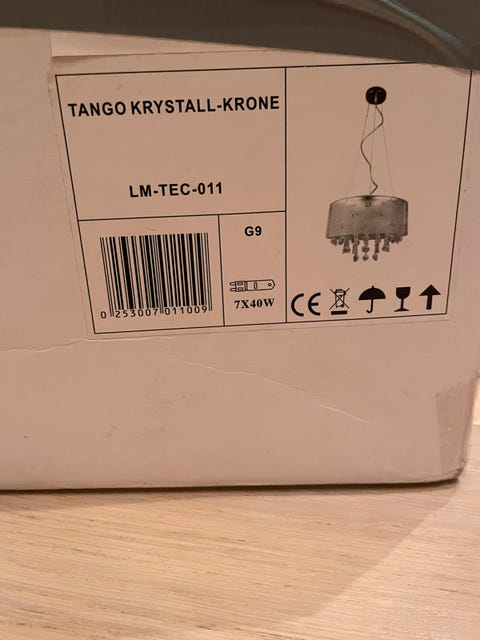 TANGO KRYSTALL-KRONE
LM-TEC-011
0 253007 011009
G9
7X40W
CE